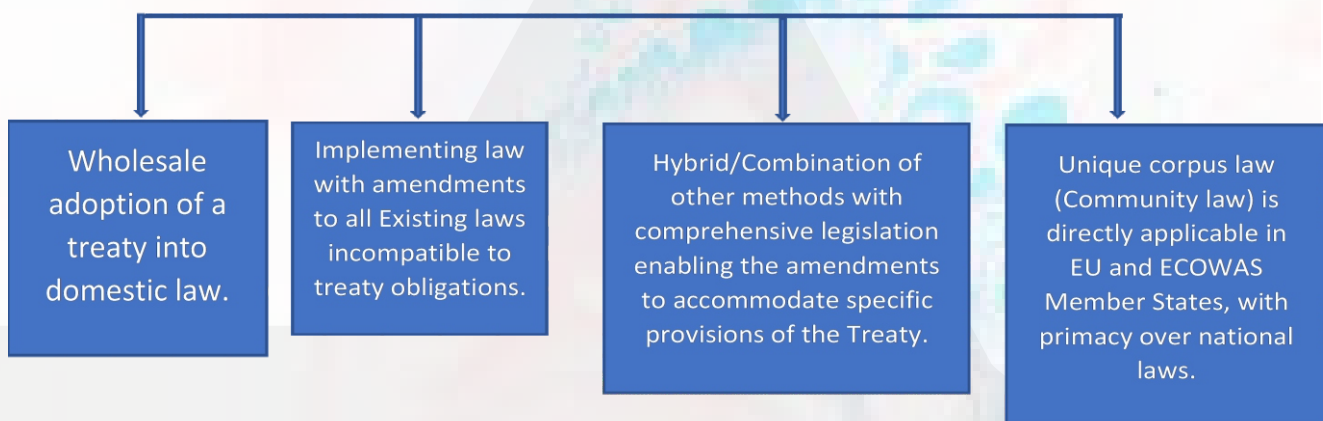 Wholesale
adoption of a
treaty into
domestic law.
Implementing law
with amendments
to all Existing laws
incompatible to
treaty obligations.
Hybrid/Combination of
other methods with
comprehensive legislation
enabling the amendments
to accommodate specific
provisions of the Treaty.
Unique corpus law
(Community law) is
directly applicable in
EU and ECOWAS
Member States, with
primacy over national
laws.